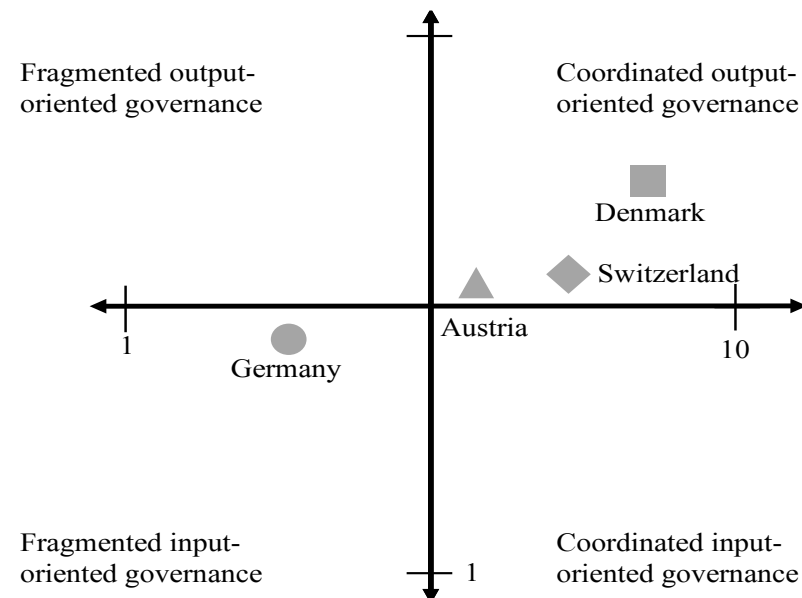 Fragmented output-
oriented governance
Coordinated output-
oriented governance
Denmark
Switzerland
Austria
1
10
Germany
Fragmented input-
oriented governance
1
Coordinated input-
oriented governance